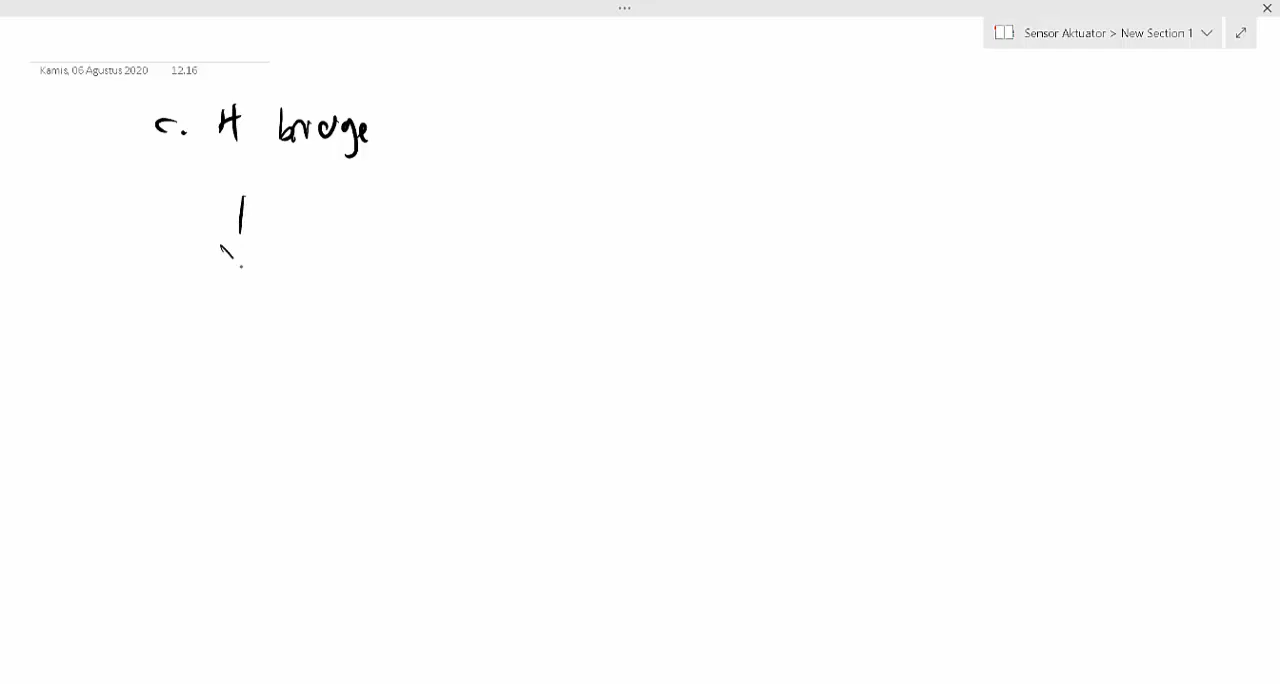 Sensor Aktuator > New Section 1
Kamis, 06 Agustus 2020 12.16
c. H bridge